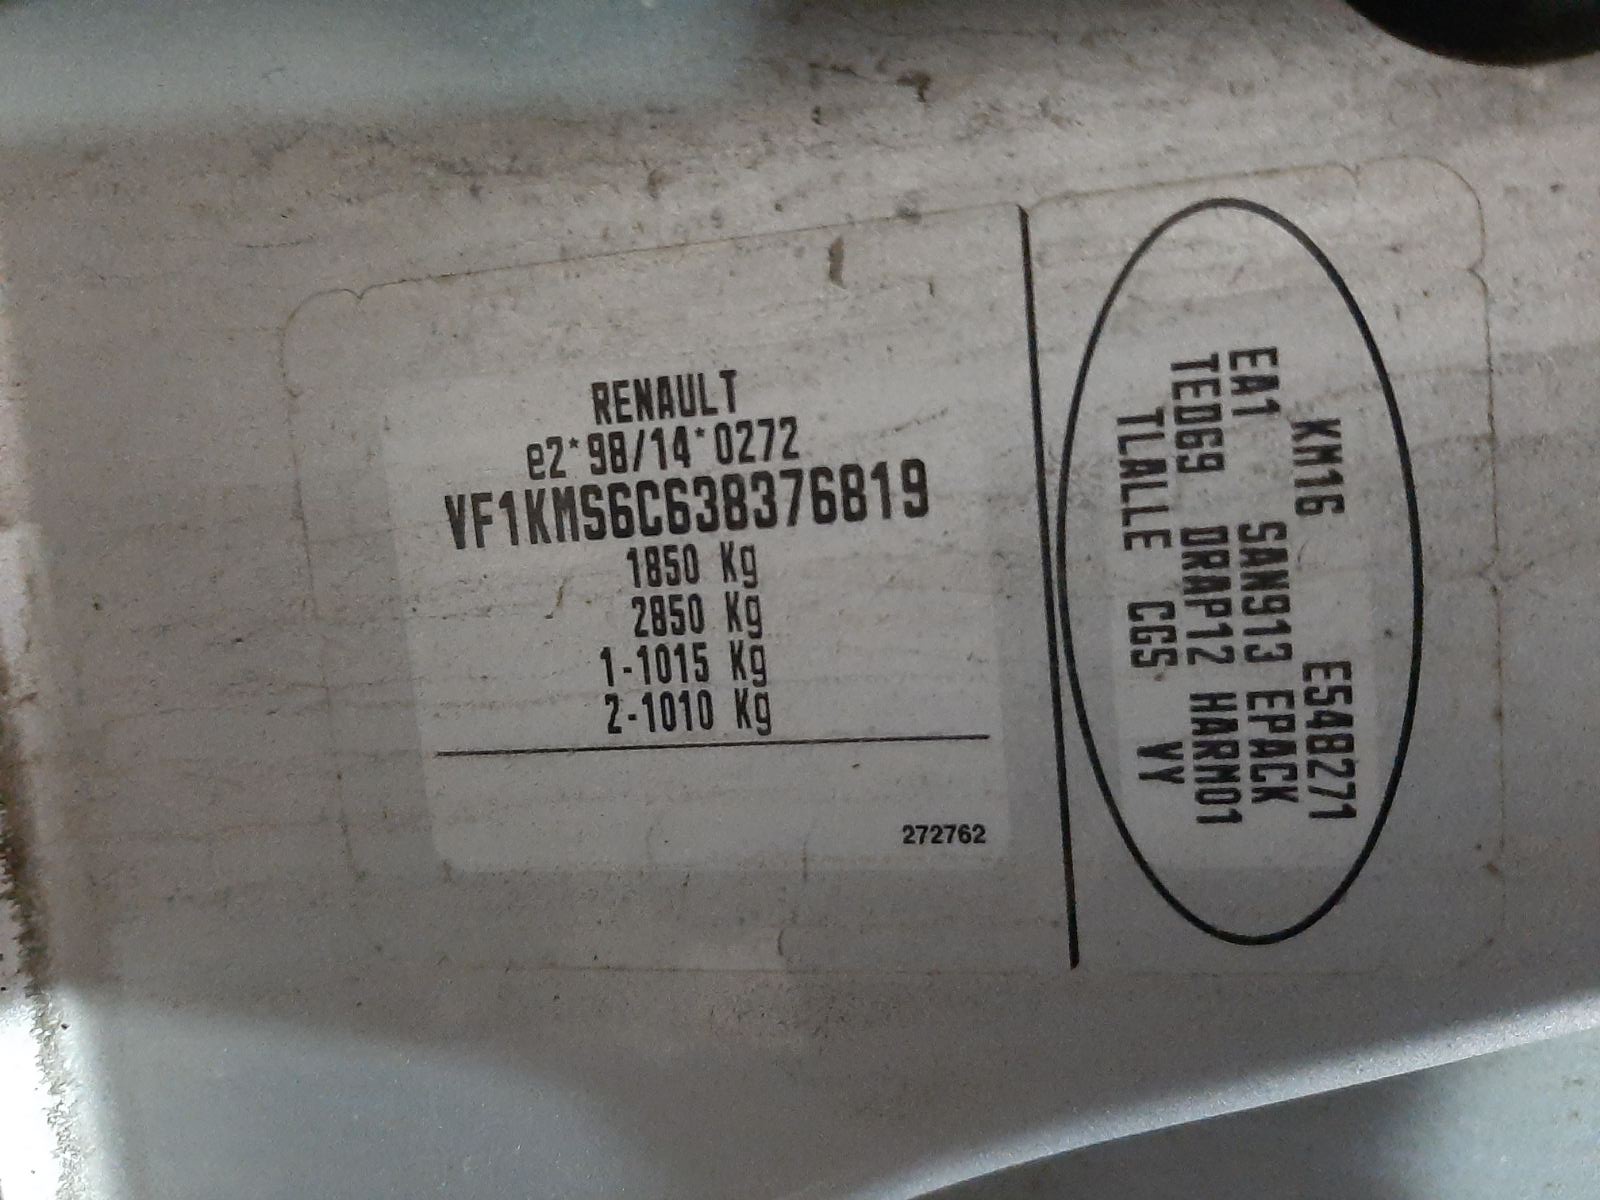 RENAULT
e2*98/14*0272
VF1KMS6C638376819
1850 Kg
2850 Kg
1-1015 Kg
2-1010 Kg
272762
KM16 E548271
EA1 SAN913 EPACK
TED69 DRAP12 HARM01
TLALLE CGS VY